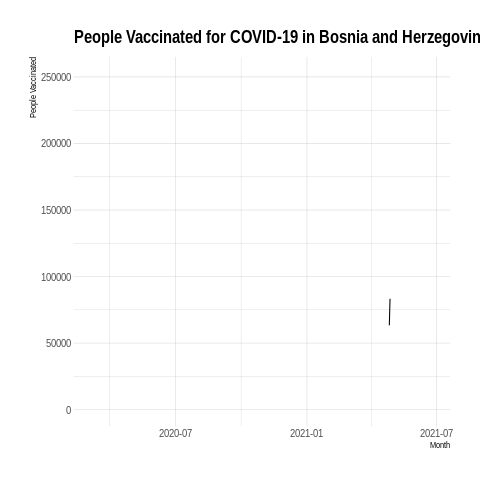 People Vaccinated for COVID-19 in Bosnia and Herzegovin
People Vaccinated
250000
200000
150000
100000
50000
0
2020-07 2021-01 2021-07
Month